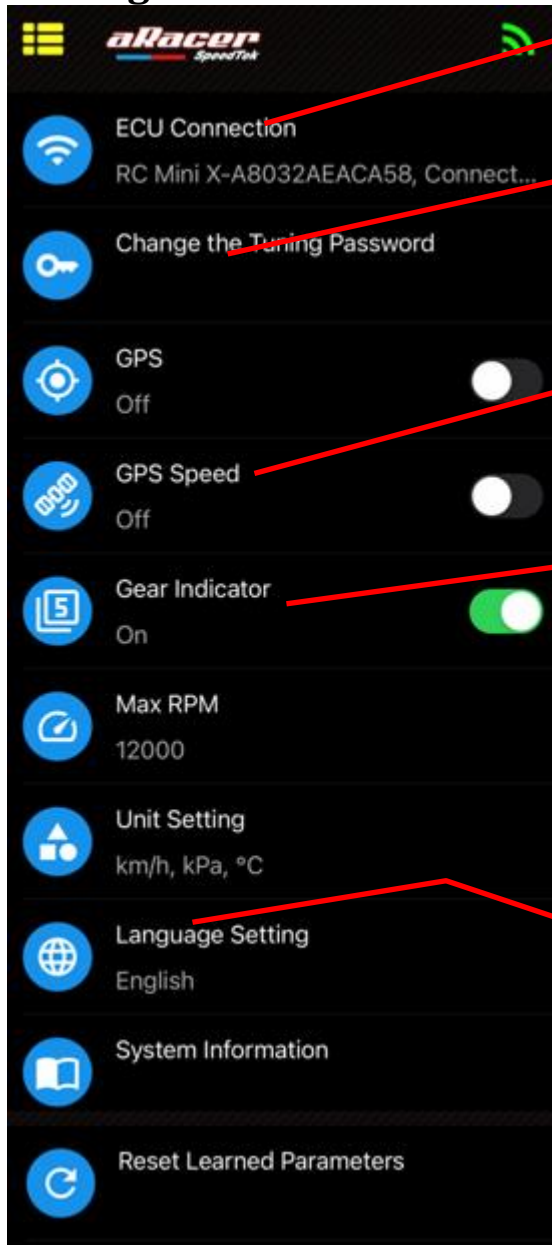 aRacer
SpeedTek
ECU Connection
RC Mini X-A8032AEACA58, Connect...
Change the Tuning Password
GPS
Off
GPS Speed
Off
5
Gear Indicator
On
Max RPM
12000
Unit Setting
km/h, kPa, °C
Language Setting
English
System Information
Reset Learned Parameters